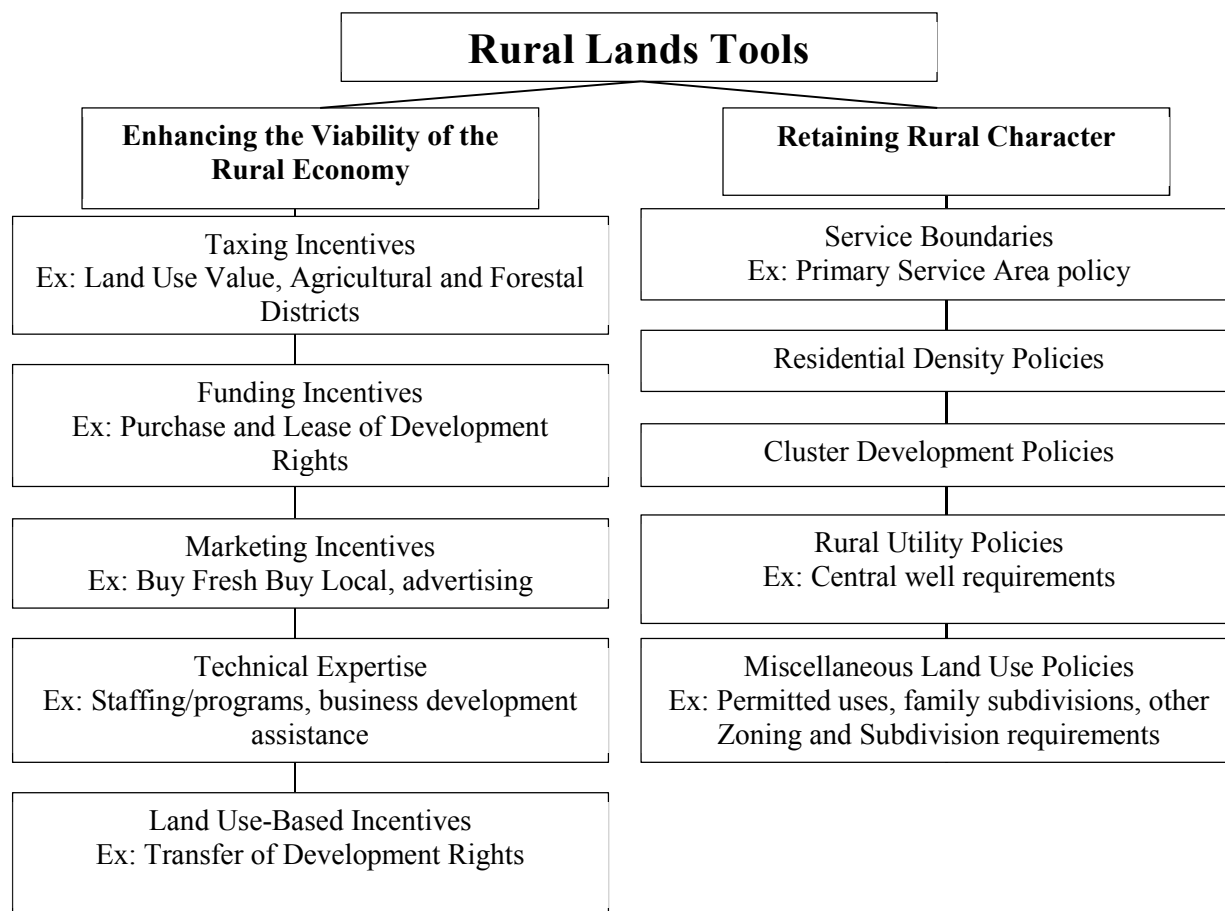 Rural Lands Tools
Enhancing the Viability of the
Rural Economy
Taxing Incentives
Ex: Land Use Value, Agricultural and Forestal
Districts
Funding Incentives
Ex: Purchase and Lease of Development
Rights
Marketing Incentives
Ex: Buy Fresh Buy Local, advertising
Technical Expertise
Ex: Staffing/programs, business development
assistance
Land Use-Based Incentives
Ex: Transfer of Development Rights
Retaining Rural Character
Service Boundaries
Ex: Primary Service Area policy
Residential Density Policies
Cluster Development Policies
Rural Utility Policies
Ex: Central well requirements
Miscellaneous Land Use Policies
Ex: Permitted uses, family subdivisions, other
Zoning and Subdivision requirements